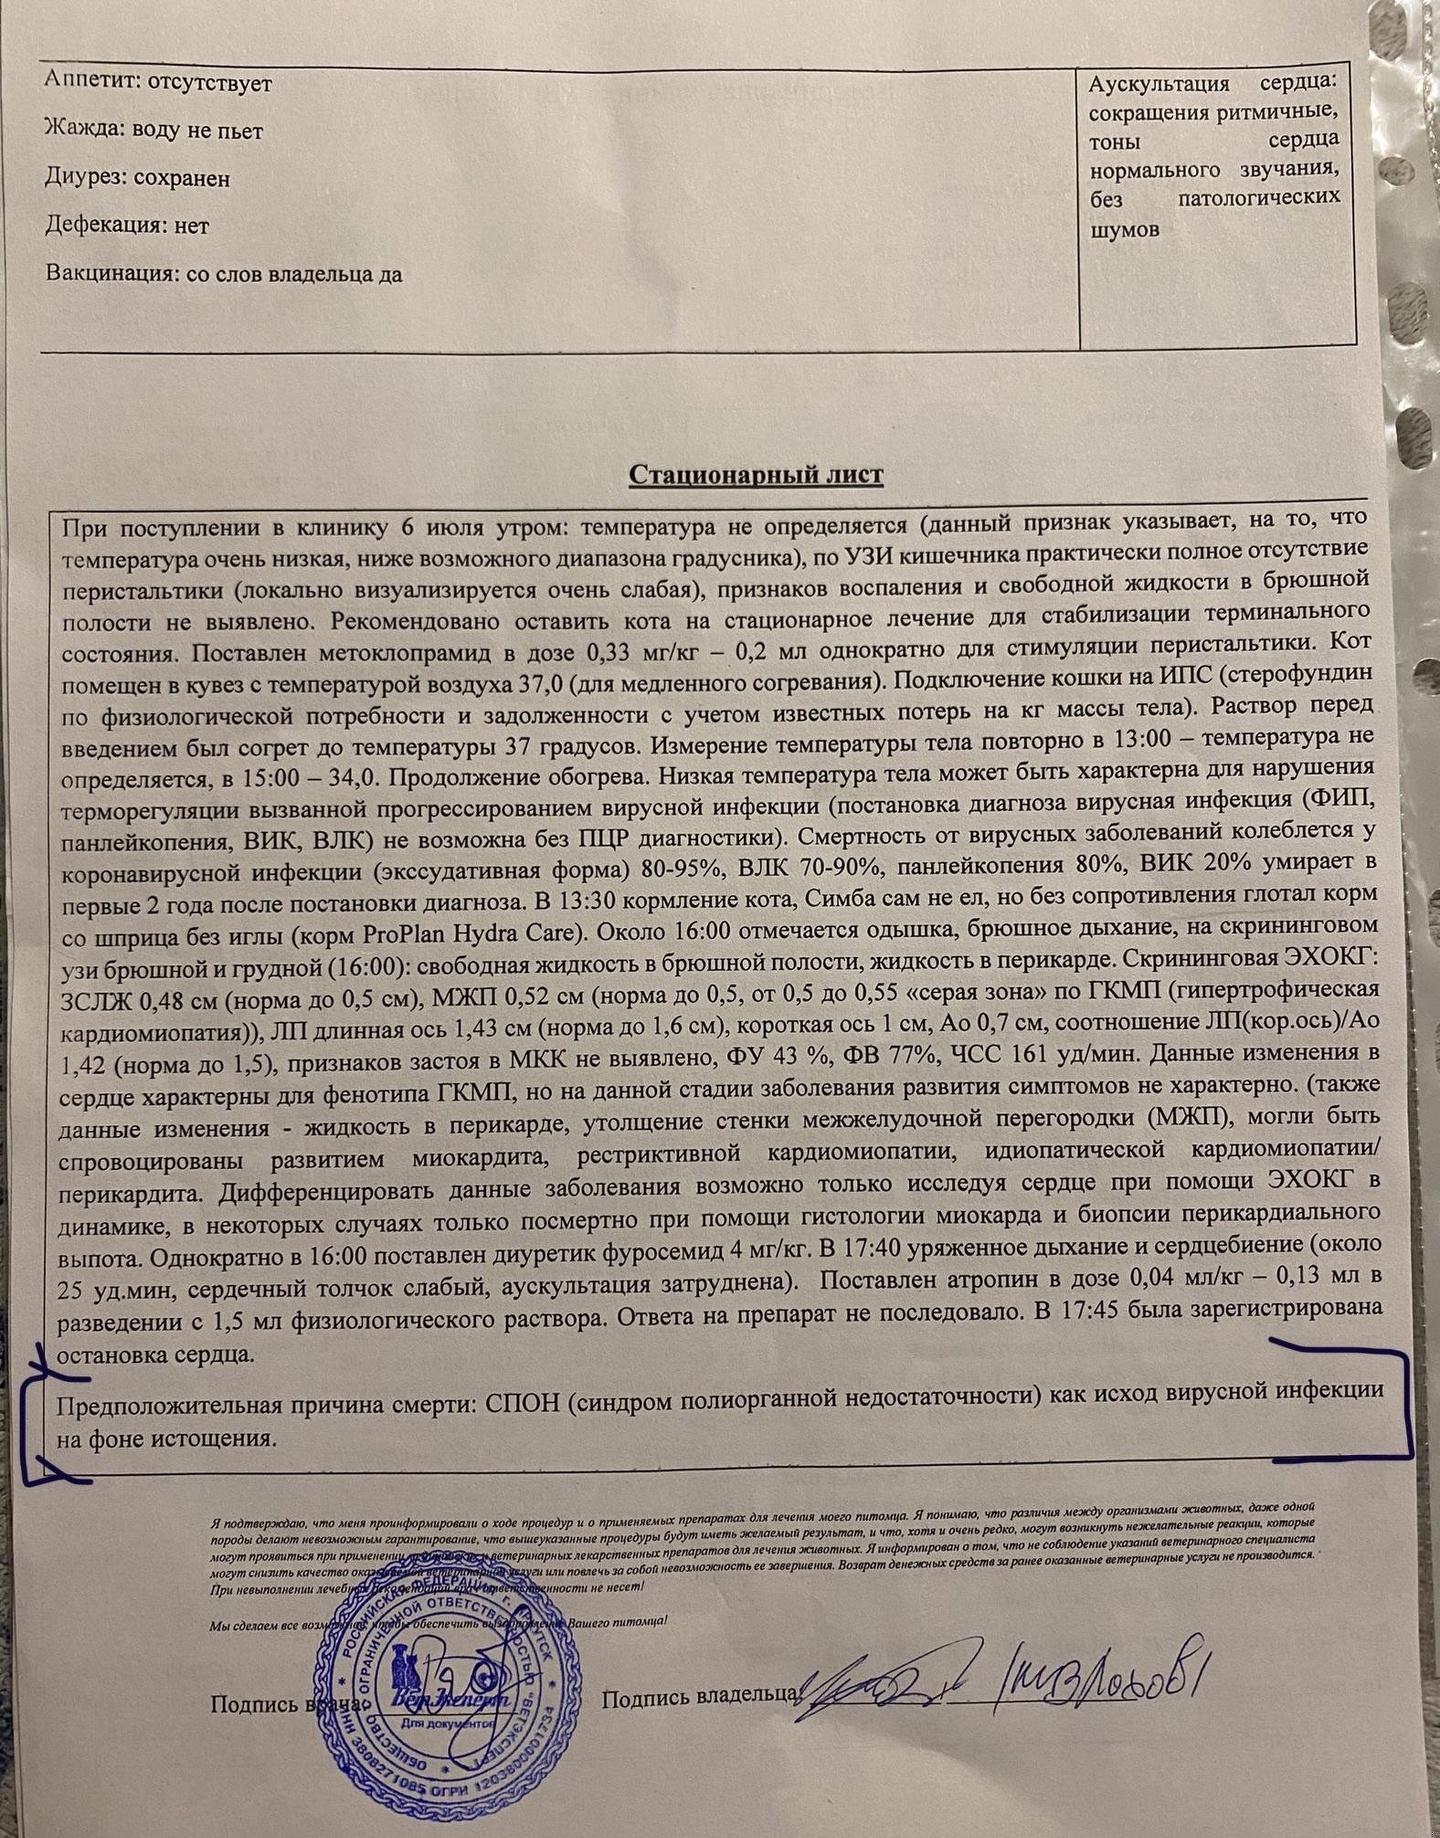 Аппетит: отсутствует
Жажда: воду не пьет
Диурез: сохранен
Дефекация: нет
Вакцинация: со слов владельца да
Аускультация сердца:
сокращения ритмичные,
тоны сердца
нормального звучания,
без патологических
шумов
Стационарный лист
При поступлении в клинику 6 июля утром: температура не определяется (данный признак указывает, на то, что
температура очень низкая, ниже возможного диапазона градусника), по УЗИ кишечника практически полное отсутствие
перистальтики (локально визуализируется очень слабая), признаков воспаления и свободной жидкости в брюшной
полости не выявлено. Рекомендовано оставить кота на стационарное лечение для стабилизации терминального
состояния. Поставлен метоклопрамид в дозе 0,33 мг/кг – 0,2 мл однократно для стимуляции перистальтики. Кот
помещен в кувез с температурой воздуха 37,0 (для медленного согревания). Подключение кошки на ИПС (стерофундин
по физиологической потребности и задолженности с учетом известных потерь на кг массы тела). Раствор перед
введением был согрет до температуры 37 градусов. Измерение температуры тела повторно в 13:00 – температура не
определяется, в 15:00 – 34,0. Продолжение обогрева. Низкая температура тела может быть характерна для нарушения
терморегуляции вызванной прогрессированием вирусной инфекции (постановка диагноза вирусная инфекция (ФИП,
панлейкопения, ВИК, ВЛК) не возможна без ПЦР диагностики). Смертность от вирусных заболеваний колеблется у
коронавирусной инфекции (экссудативная форма) 80-95%, ВЛК 70-90%, панлейкопения 80%, ВИК 20% умирает в
первые 2 года после постановки диагноза. В 13:30 кормление кота, Симба сам не ел, но без сопротивления глотал корм
со шприца без иглы (корм ProPlan Hydra Care). Около 16:00 отмечается одышка, брюшное дыхание, на скрининговом
узи брюшной и грудной (16:00): свободная жидкость в брюшной полости, жидкость в перикарде. Скрининговая ЭХОКГ:
ЗСЛЖ 0,48 см (норма до 0,5 см), МЖП 0,52 см (норма до 0,5, от 0,5 до 0,55 «серая зона» по ГКМП (гипертрофическая
кардиомиопатия)), ЛП длинная ось 1,43 см (норма до 1,6 см), короткая ось 1 см, Ао 0,7 см, соотношение ЛП(кор.ось)/Ао
1,42 (норма до 1,5), признаков застоя в МКК не выявлено, ФУ 43 %, ФВ 77%, ЧСС 161 уд/мин. Данные изменения в
сердце характерны для фенотипа ГКМП, но на данной стадии заболевания развития симптомов не характерно. (также
данные изменения - жидкость в перикарде, утолщение стенки межжелудочной перегородки (МЖП), могли быть
спровоцированы развитием миокардита, рестриктивной кардиомиопатии, идиопатической кардиомиопатии/
перикардита. Дифференцировать данные заболевания возможно только исследуя сердце при помощи ЭХОКГ в
динамике, в некоторых случаях только посмертно при помощи гистологии миокарда и биопсии перикардиального
выпота. Однократно в 16:00 поставлен диуретик фуросемид 4 мг/кг. В 17:40 уряженное дыхание и сердцебиение (около
25 уд.мин, сердечный толчок слабый, аускультация затруднена). Поставлен атропин в дозе 0,04 мл/кг – 0,13 мл в
разведении с 1,5 мл физиологического раствора. Ответа на препарат не последовало. В 17:45 была зарегистрирована
остановка сердца.
Предположительная причина смерти: СПОН (синдром полиорганной недостаточности) как исход вирусной инфекции
на фоне истощения.
Я подтверждаю, что меня проинформировали о ходе процедур и о применяемых препаратах для лечения моего питомца. Я понимаю, что различия между организмами животных, даже одной
породы делают невозможным гарантирование, что вышеуказанные процедуры будут иметь желаемый результат, и что, хотя и очень редко, могут возникнуть нежелательные реакции, которые
могут проявиться при применении ветеринарных лекарственных препаратов для лечения животных. Я информирован о том, что не соблюдение указаний ветеринарного специалиста
могут снизить качество оказываемой ветеринарной услуги или повлечь за собой невозможность ее завершения. Возврат денежных средств за ранее оказанные ветеринарные услуги не производится.
При невыполнении лечебных рекомендаций врач ответственности не несет!
Мы сделаем все возможное, чтобы обеспечить выздоровление Вашего питомца!
Подпись врача:
Подпись владельца:
РОССИЙСКАЯ ФЕДЕРАЦИЯ г. ИРКУТСК
ОБЩЕСТВО С ОГРАНИЧЕННОЙ ОТВЕТСТВЕННОСТЬЮ "ВЕТЭКСПЕРТ"
ВетЭксперт
Для документов
ИНН 3808271085 ОГРН 1203800001734